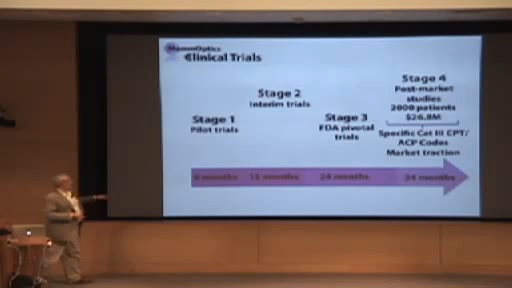 MammOptics
Clinical Trials
Stage 1
Pilot trials
Stage 2
Interim trials
Stage 3
FDA pivotal
trials
Stage 4
Post-market
studies
2000 patients
$26.8M
Specific Cat III CPT/
ACP Codes
Market traction
6 months
24 months
24 months